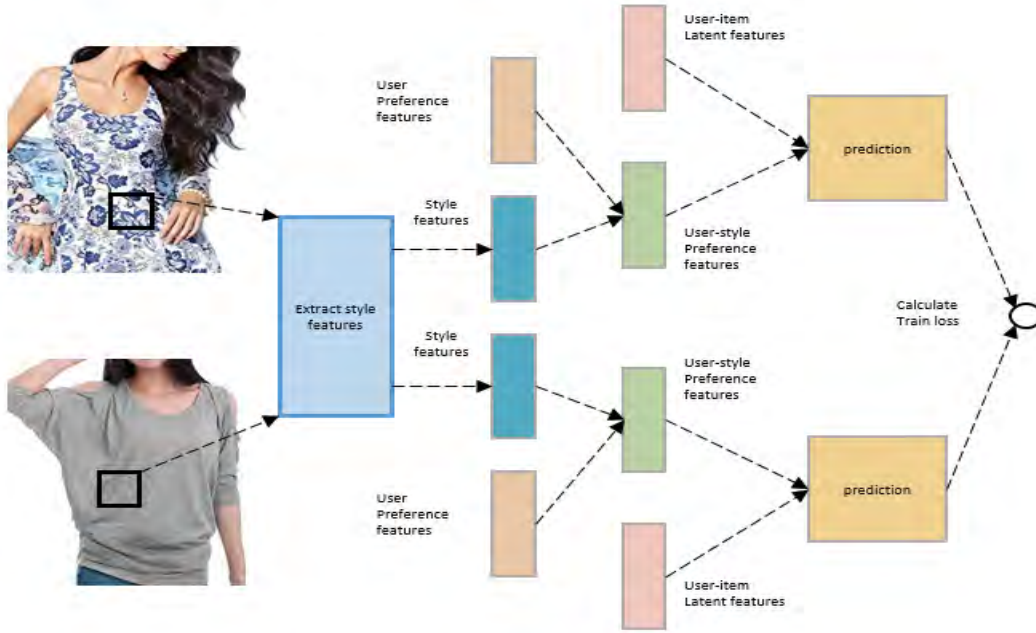 User-item
Latent features
User
Preference
features
prediction
Style
features
User-style
Preference
features
Extract style
features
Calculate
Train loss
Style
features
User-style
Preference
features
prediction
User
Preference
features
User-item
Latent features